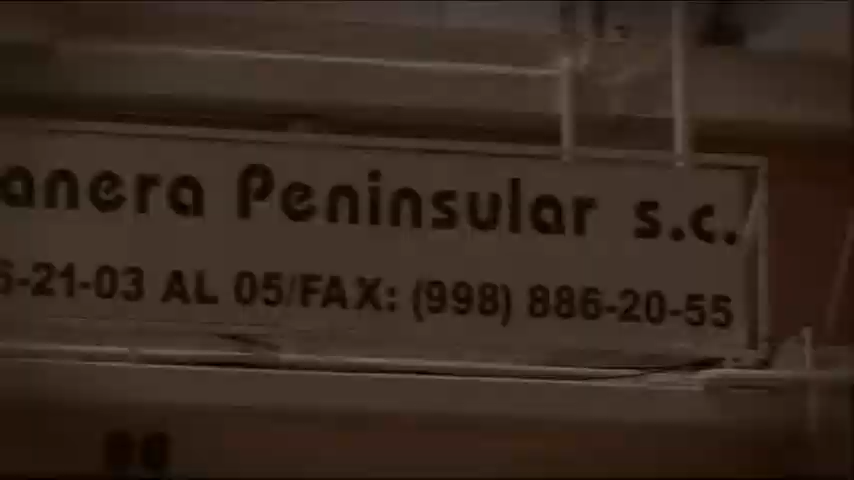 anera Peninsular s.c.
6-21-03 AL 05/FAX: (998) 886-20-55